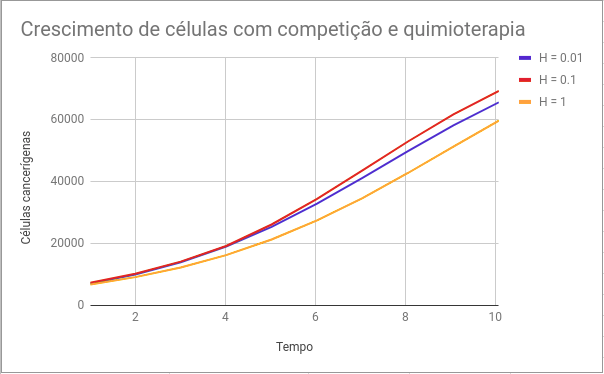 Crescimento de células com competição e quimioterapia
80000
60000
40000
20000
0
Células cancerígenas
2 4 6 8 10
Tempo
H = 0.01
H = 0.1
H = 1